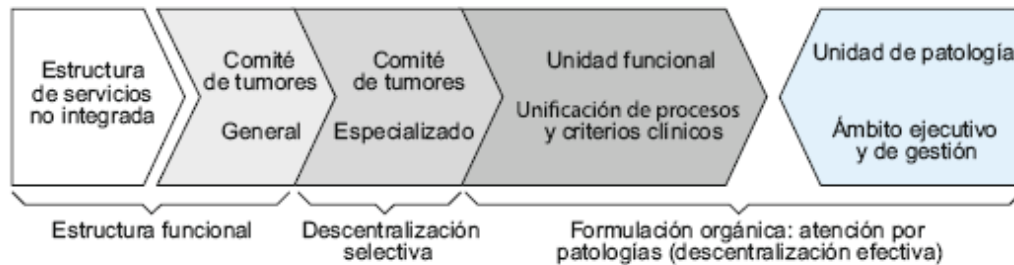 Estructura
de servicios
no integrada
Comité
de tumores
General
Comité
de tumores
Especializado
Unidad funcional
Unificación de procesos
y criterios clínicos
Unidad de patología
Ámbito ejecutivo
y de gestión
Estructura funcional
Descentralización
selectiva
Formulación orgánica: atención por
patologías (descentralización efectiva)